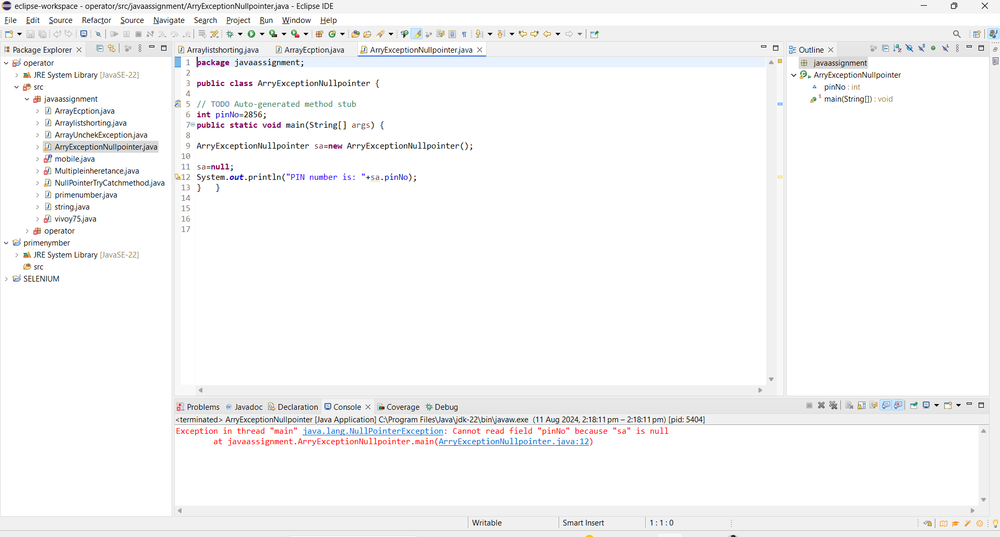 eclipse-workspace - operator/src/javaassignment/ArryExceptionNullpointer.java - Eclipse IDE
File Edit Source Refactor Source Navigate Search Project Run Window Help
Package Explorer
operator
JRE System Library [JavaSE-22]
src
javaassignment
ArrayEcption.java
Arraylistshorting.java
ArrayUnchekException.java
ArryExceptionNullpointer.java
mobile.java
Multipleinheretance.java
NullPointerTryCatchmethod.java
primenumber.java
string.java
vivoy75.java
operator
primenymber
JRE System Library [JavaSE-22]
src
SELENIUM
Arraylistshorting.java ArrayEcption.java ArryExceptionNullpointer.java
1 package javaassignment;
2
3 public class ArryExceptionNullpointer {
4
5 // TODO Auto-generated method stub
6 int pinNo=2856;
7 public static void main(String[] args) {
8
9 ArryExceptionNullpointer sa=new ArryExceptionNullpointer();
10
11 sa=null;
12 System.out.println("PIN number is: "+sa.pinNo);
13 }   }
14
15
16
17
Outline
javaassignment
ArryExceptionNullpointer
pinNo : int
main(String[]) : void
Problems Javadoc Declaration Console Coverage Debug
<terminated> ArryExceptionNullpointer [Java Application] C:\Program Files\Java\jdk-22\bin\javaw.exe (11 Aug 2024, 2:18:11 pm – 2:18:11 pm) [pid: 5404]
Exception in thread "main" java.lang.NullPointerException: Cannot read field "pinNo" because "sa" is null
at javaassignment.ArryExceptionNullpointer.main(ArryExceptionNullpointer.java:12)
Writable Smart Insert 1 : 1 : 0